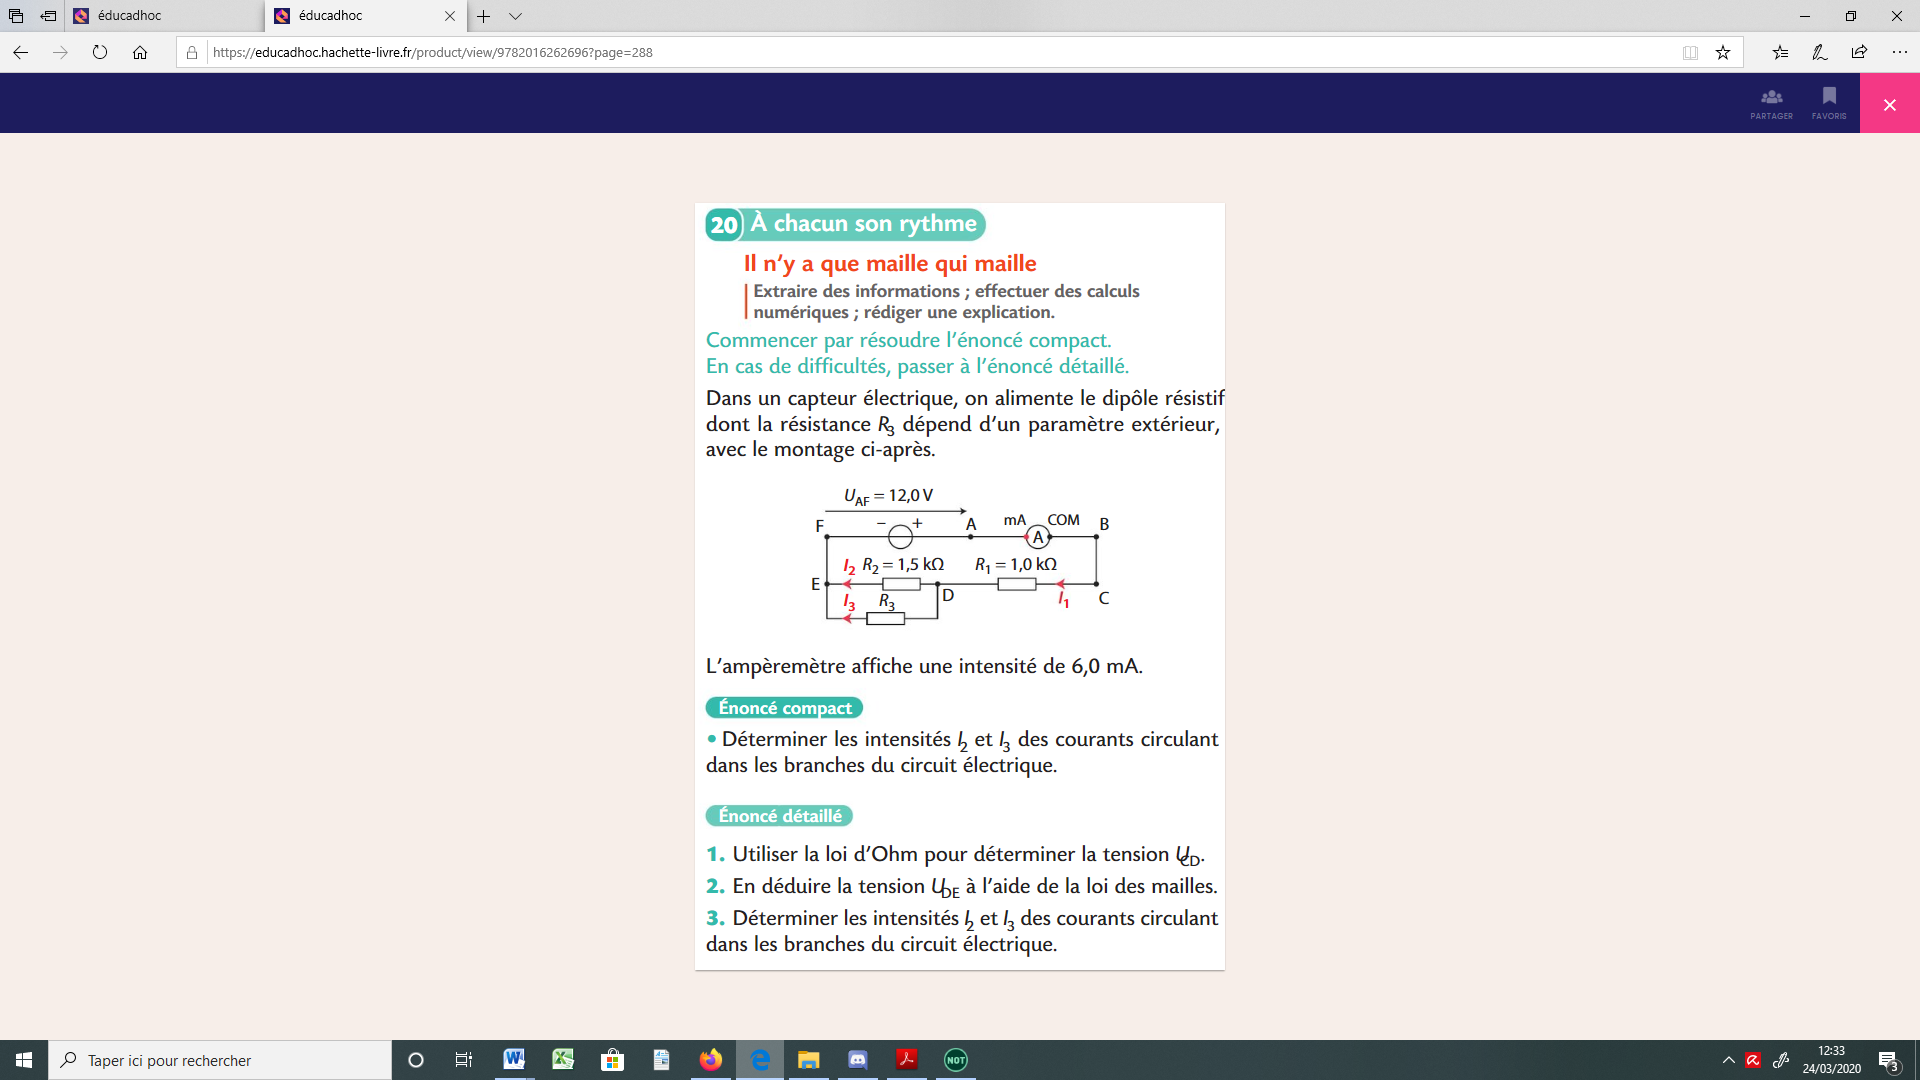 éducadhoc
éducadhoc
https://educadhoc.hachette-livre.fr/product/view/9782016262696?page=288
PARTAGER
FAVORIS
20 À chacun son rythme
Il n'y a que maille qui maille
Extraire des informations ; effectuer des calculs
numériques ; rédiger une explication.
Commencer par résoudre l'énoncé compact.
En cas de difficultés, passer à l'énoncé détaillé.
Dans un capteur électrique, on alimente le dipôle résistif
dont la résistance R3 dépend d'un paramètre extérieur,
avec le montage ci-après.
UAF = 12,0 V
F − + A mA COM B
A
I2 R2 = 1,5 kΩ R1 = 1,0 kΩ
E D C
I3 R3 I1
L'ampèremètre affiche une intensité de 6,0 mA.
Énoncé compact
• Déterminer les intensités I2 et I3 des courants circulant
dans les branches du circuit électrique.
Énoncé détaillé
1. Utiliser la loi d'Ohm pour déterminer la tension UCD.
2. En déduire la tension UDE à l'aide de la loi des mailles.
3. Déterminer les intensités I2 et I3 des courants circulant
dans les branches du circuit électrique.
Taper ici pour rechercher
NOT
12:33
24/03/2020
3